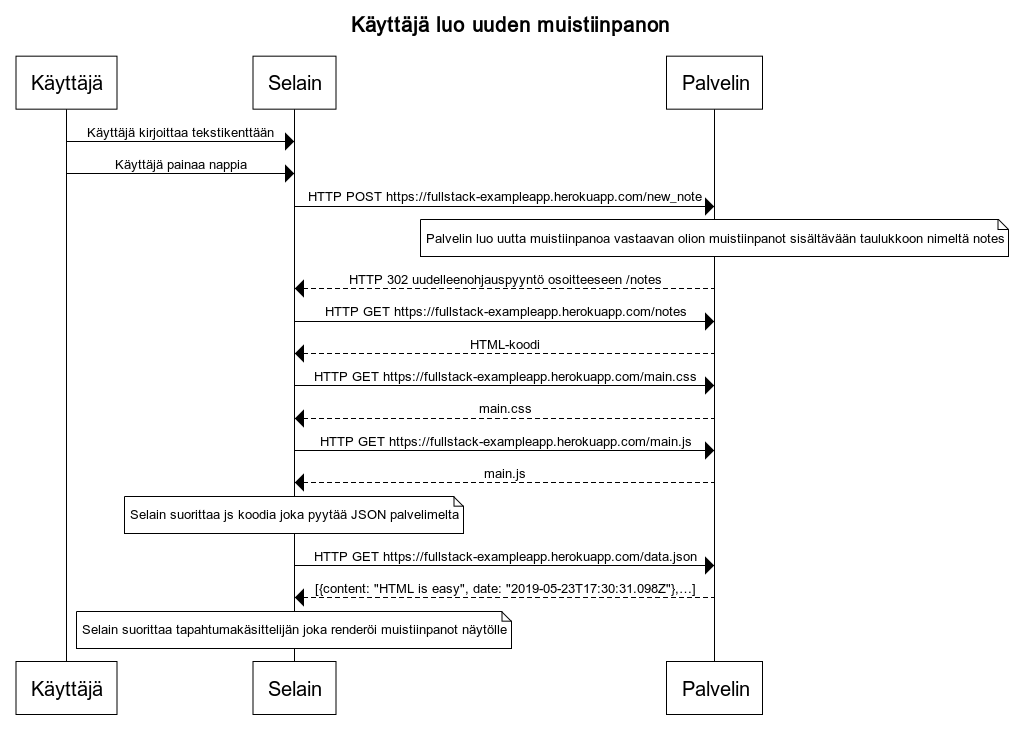 Käyttäjä luo uuden muistiinpanon
Käyttäjä
Selain
Palvelin
Käyttäjä kirjoittaa tekstikenttään
Käyttäjä painaa nappia
HTTP POST https://fullstack-exampleapp.herokuapp.com/new_note
Palvelin luo uutta muistiinpanoa vastaavan olion muistiinpanot sisältävään taulukkoon nimeltä notes
HTTP 302 uudelleenohjauspyyntö osoitteeseen /notes
HTTP GET https://fullstack-exampleapp.herokuapp.com/notes
HTML-koodi
HTTP GET https://fullstack-exampleapp.herokuapp.com/main.css
main.css
HTTP GET https://fullstack-exampleapp.herokuapp.com/main.js
main.js
Selain suorittaa js koodia joka pyytää JSON palvelimelta
HTTP GET https://fullstack-exampleapp.herokuapp.com/data.json
[{content: "HTML is easy", date: "2019-05-23T17:30:31.098Z"},…]
Selain suorittaa tapahtumakäsittelijän joka renderöi muistiinpanot näytölle
Käyttäjä
Selain
Palvelin